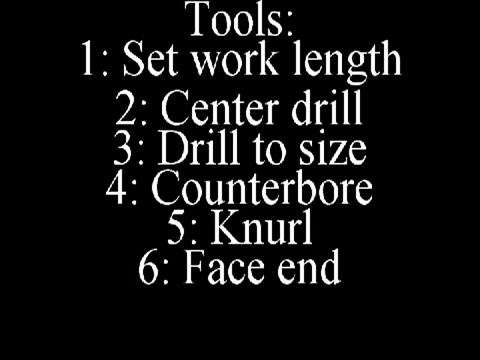 Tools:
1: Set work length
2: Center drill
3: Drill to size
4: Counterbore
5: Knurl
6: Face end